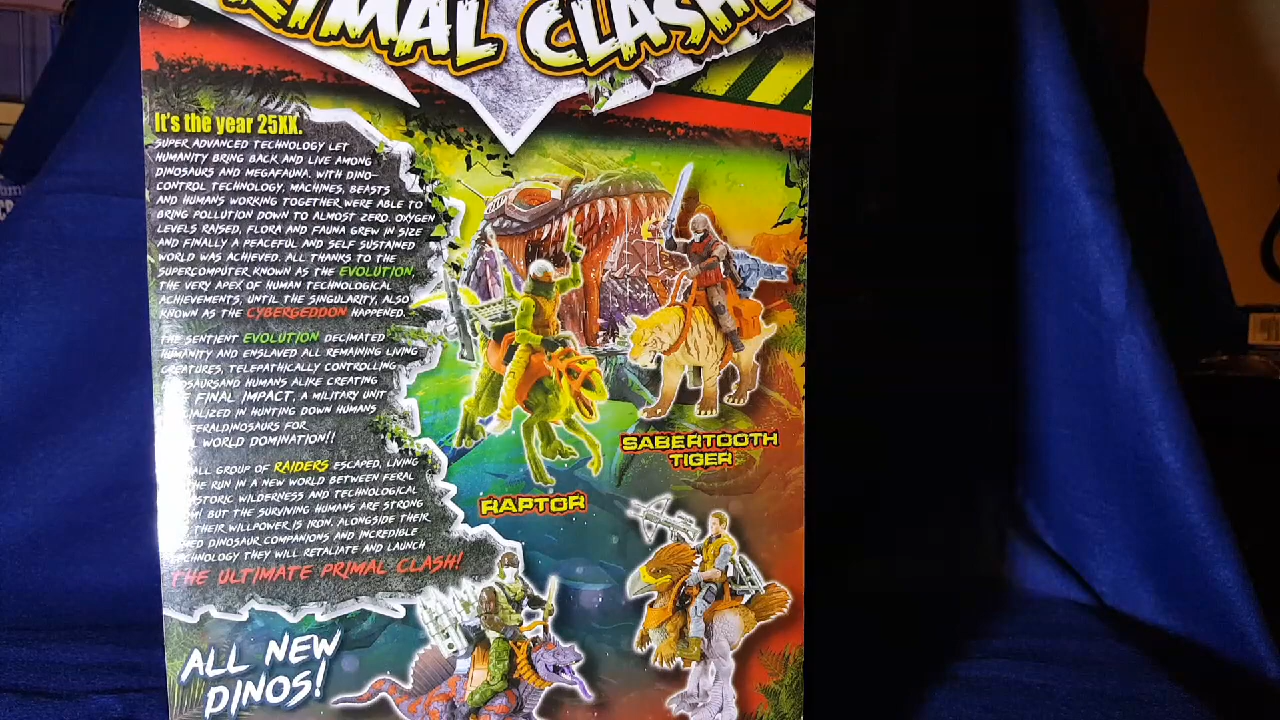 PRIMAL CLASH!
It's the year 25XX.
SUPER ADVANCED TECHNOLOGY LET
HUMANITY BRING BACK AND LIVE AMONG
DINOSAURS AND MEGAFAUNA. WITH DINO-
CONTROL TECHNOLOGY, MACHINES, BEASTS
AND HUMANS WORKING TOGETHER WERE ABLE TO
BRING POLLUTION DOWN TO ALMOST ZERO. OXYGEN
LEVELS RAISED, FLORA AND FAUNA GREW IN SIZE
AND FINALLY A PEACEFUL AND SELF SUSTAINED
WORLD WAS ACHIEVED. ALL THANKS TO THE
SUPERCOMPUTER KNOWN AS THE EVOLUTION,
THE VERY APEX OF HUMAN TECHNOLOGICAL
ACHIEVEMENTS, UNTIL THE SINGULARITY, ALSO
KNOWN AS THE CYBERGEDDON HAPPENED.
THE SENTIENT EVOLUTION DECIMATED
HUMANITY AND ENSLAVED ALL REMAINING LIVING
CREATURES, TELEPATHICALLY CONTROLLING
DINOSAURSAND HUMANS ALIKE CREATING
FINAL IMPACT, A MILITARY UNIT
IALIZED IN HUNTING DOWN HUMANS
FERALDINOSAURS FOR
L WORLD DOMINATION!!
ALL GROUP OF RAIDERS ESCAPED, LIVING
HE RUN IN A NEW WORLD BETWEEN FERAL
STORIC WILDERNESS AND TECHNOLOGICAL
! BUT THE SURVIVING HUMANS ARE STRONG
THEIR WILLPOWER IS IRON. ALONGSIDE THEIR
ED DINOSAUR COMPANIONS AND INCREDIBLE
CHNOLOGY THEY WILL RETALIATE AND LAUNCH
THE ULTIMATE PRIMAL CLASH!
SABERTOOTH
TIGER
RAPTOR
ALL NEW
DINOS!